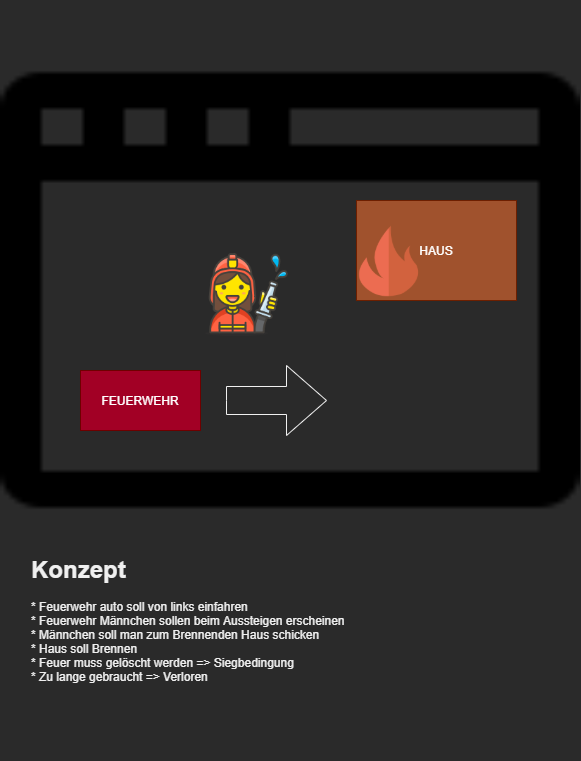 HAUS
FEUERWEHR
Konzept
* Feuerwehr auto soll von links einfahren
* Feuerwehr Männchen sollen beim Aussteigen erscheinen
* Männchen soll man zum Brennenden Haus schicken
* Haus soll Brennen
* Feuer muss gelöscht werden => Siegbedingung
* Zu lange gebraucht => Verloren